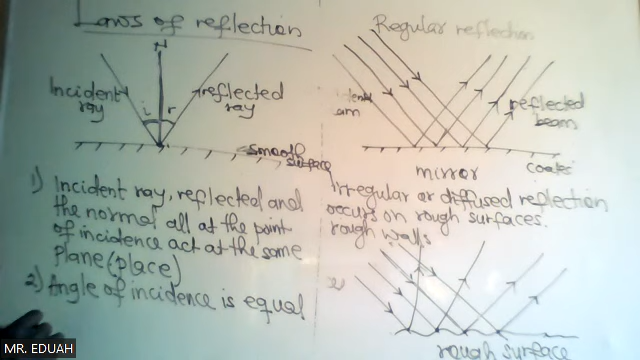 Laws of reflection
N
Incident ray
i r
reflected ray
smooth surface
1) Incident ray, reflected and
the normal all at the point
of incidence act at the same
plane (place)
2) Angle of incidence is equal
Regular reflection
reflected
beam
mirror
Irregular or diffused reflection
occurs on rough surfaces.
rough walls
rough surface
MR. EDUAH